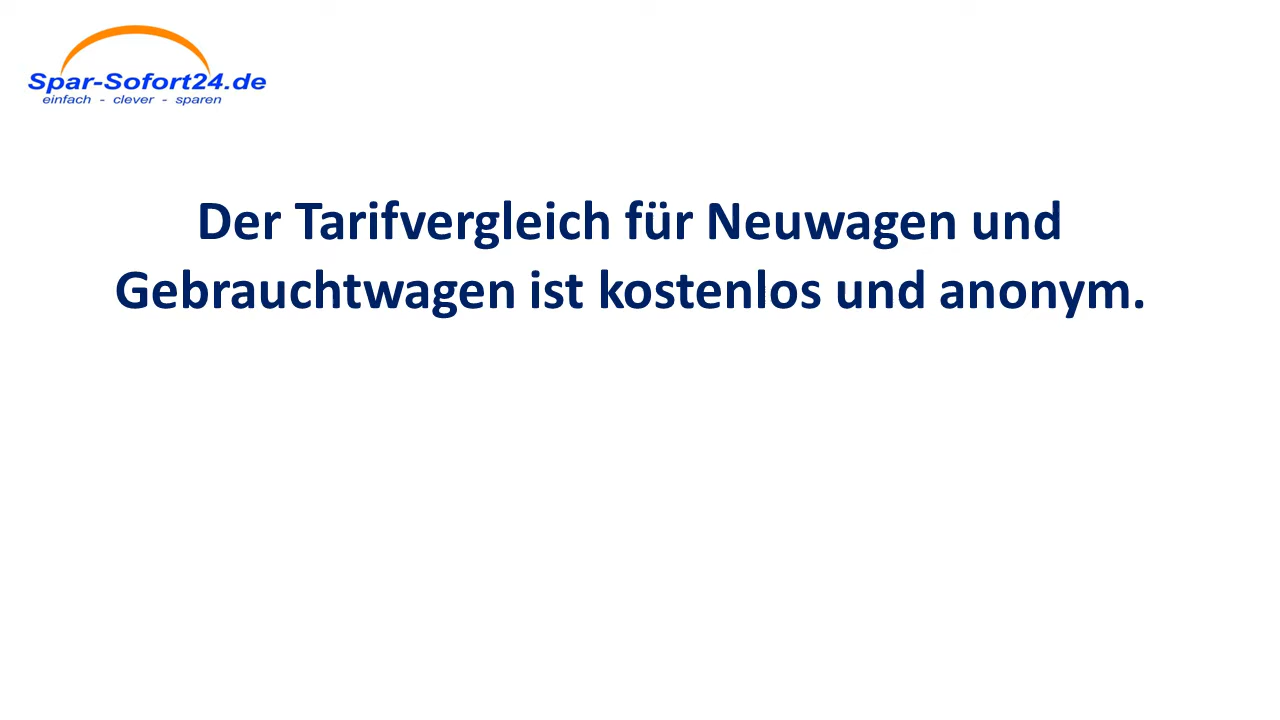 Spar-Sofort24.de
einfach - clever - sparen
Der Tarifvergleich für Neuwagen und
Gebrauchtwagen ist kostenlos und anonym.